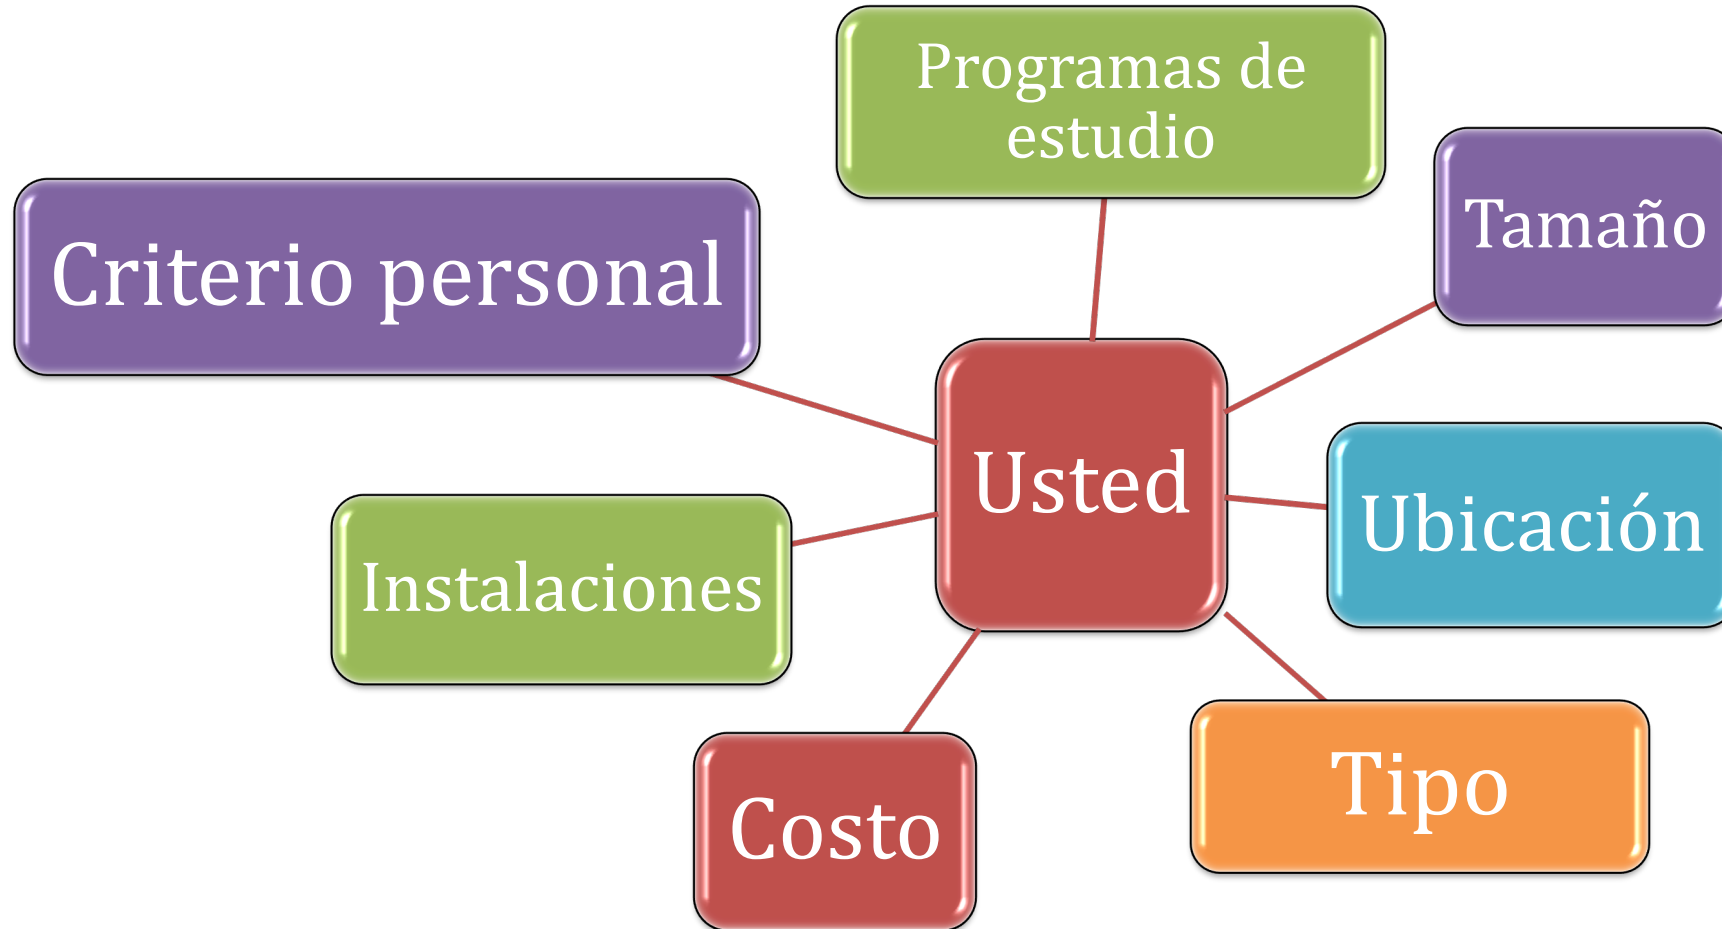 Programas de
estudio
Tamaño
Criterio personal
Usted
Ubicación
Instalaciones
Tipo
Costo